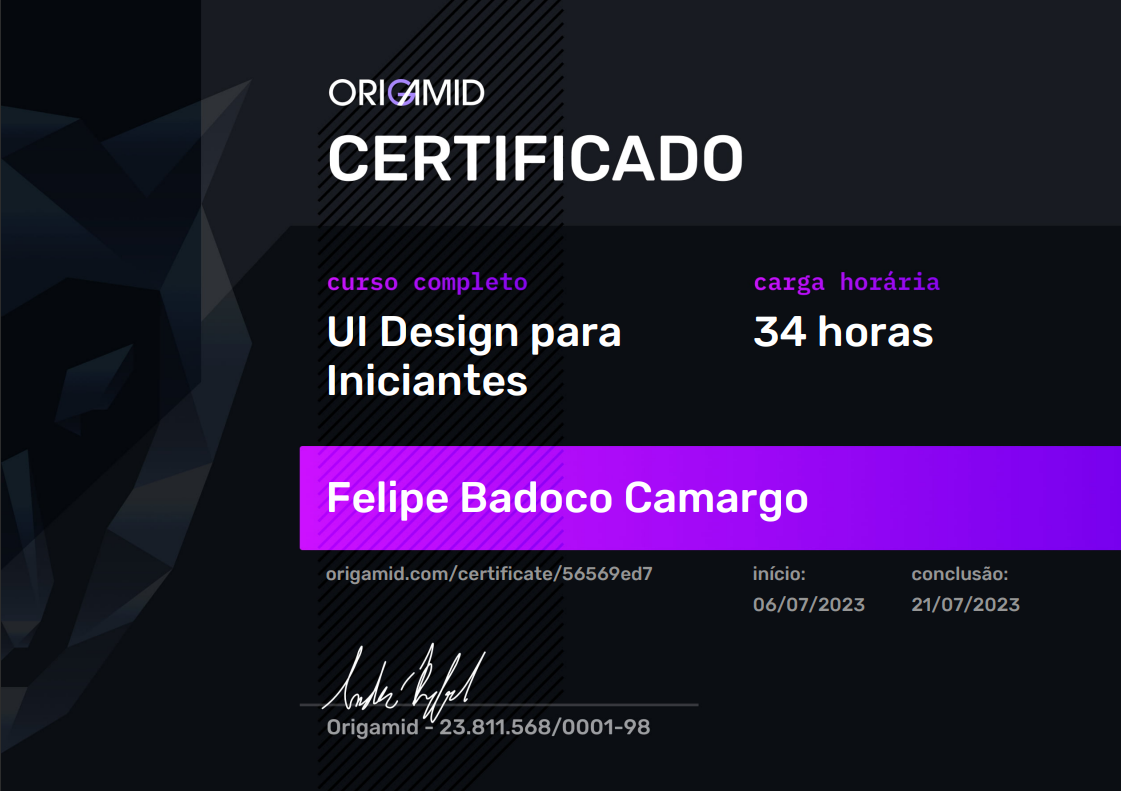 ORIGAMID
CERTIFICADO
curso completo
UI Design para
Iniciantes
carga horária
34 horas
Felipe Badoco Camargo
origamid.com/certificate/56569ed7
início:
06/07/2023
conclusão:
21/07/2023
Origamid - 23.811.568/0001-98